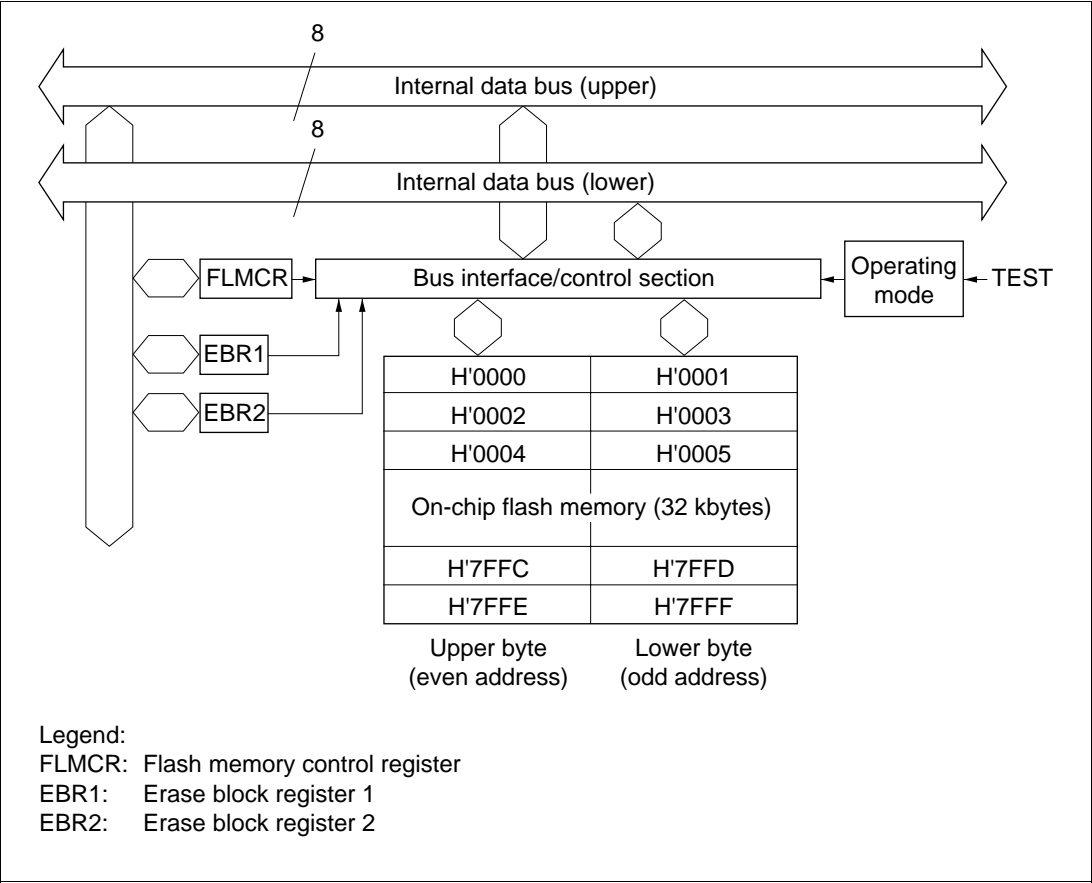 8
Internal data bus (upper)
8
Internal data bus (lower)
FLMCR
Bus interface/control section
Operating
mode
TEST
EBR1
EBR2
H'0000 H'0001
H'0002 H'0003
H'0004 H'0005
On-chip flash memory (32 kbytes)
H'7FFC H'7FFD
H'7FFE H'7FFF
Upper byte
(even address)
Lower byte
(odd address)
Legend:
FLMCR: Flash memory control register
EBR1: Erase block register 1
EBR2: Erase block register 2